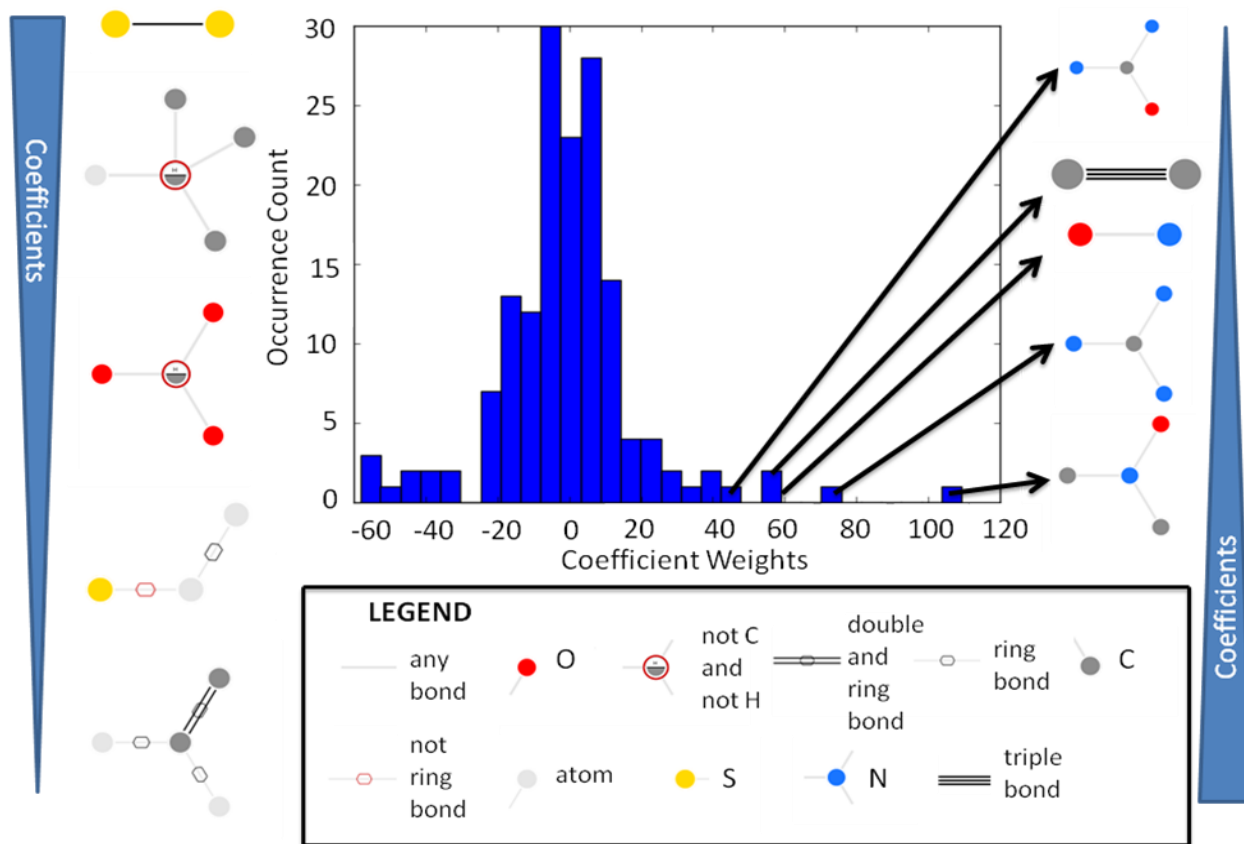 Coefficients
30
25
20
15
10
5
0
Occurrence Count
-60 -40 -20 0 20 40 60 80 100 120
Coefficient Weights
Coefficients
H
H
LEGEND
any
bond
O
H
not C
and
not H
double
and
ring
bond
ring
bond
C
not
ring
bond
atom
S
N
triple
bond